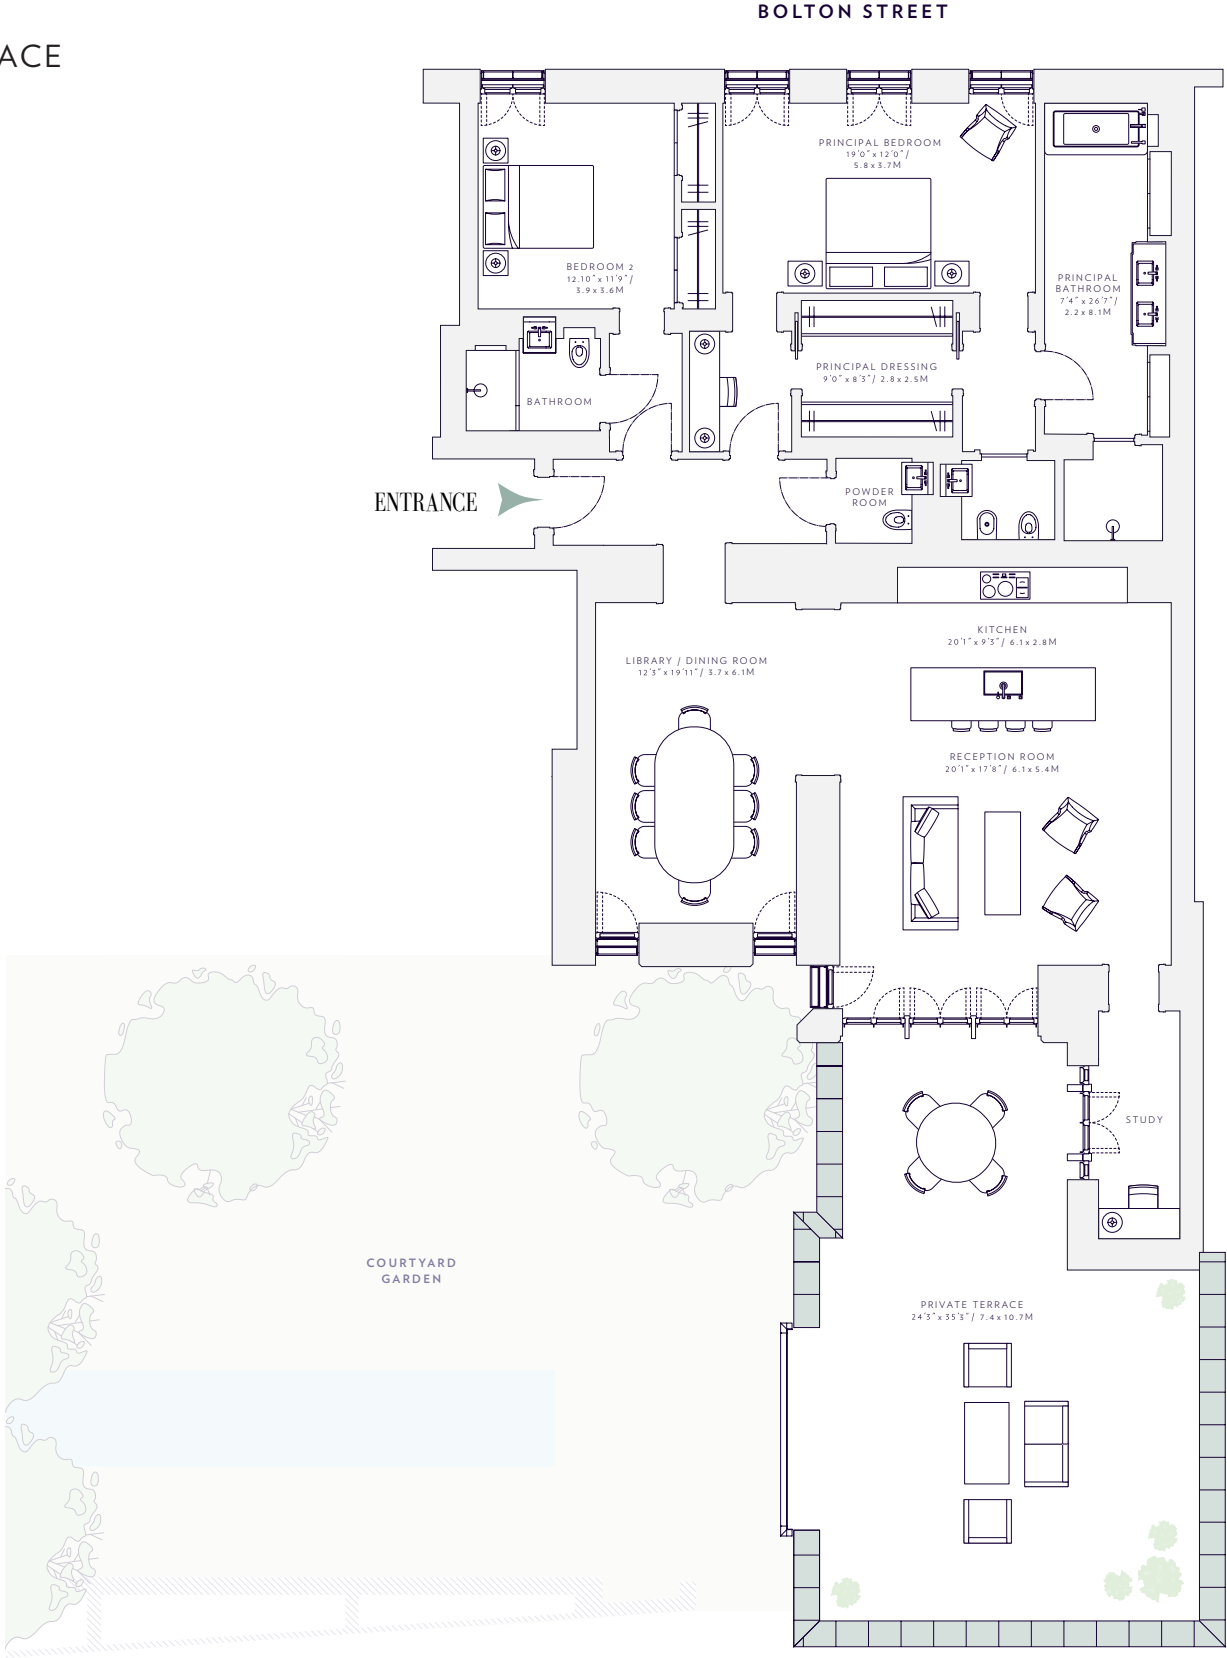 BOLTON STREET
ACE
PRINCIPAL BEDROOM
19'0" x 12'0" /
5.8 x 3.7M
BEDROOM 2
12.10" x 11'9" /
3.9 x 3.6M
PRINCIPAL
BATHROOM
7'4" x 26'7" /
2.2 x 8.1M
PRINCIPAL DRESSING
9'0" x 8'3" / 2.8 x 2.5M
BATHROOM
ENTRANCE
POWDER
ROOM
KITCHEN
20'1" x 9'3" / 6.1 x 2.8M
LIBRARY / DINING ROOM
12'3" x 19'11" / 3.7 x 6.1M
RECEPTION ROOM
20'1" x 17'8" / 6.1 x 5.4M
STUDY
COURTYARD
GARDEN
PRIVATE TERRACE
24'3" x 35'3" / 7.4 x 10.7M